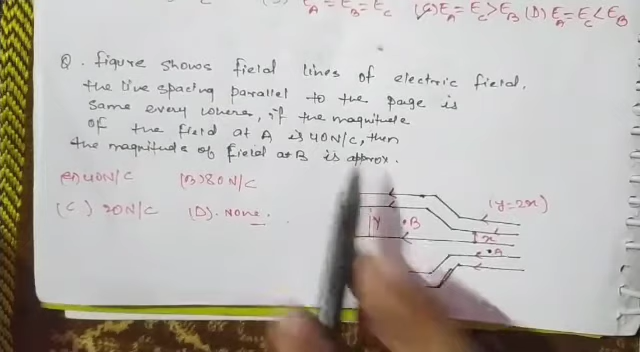 E_A = E_B = E_C (C) E_A = E_C > E_B (D) E_A = E_C < E_B
Q. figure shows field lines of electric field,
the line spacing parallel to the page is
same every where, if the magnitude
of the field at A is 40N/C, then
the magnitude of field at B is approx.
(A) 40N/C (B) 80N/C
(C) 20N/C (D). None.
(y=2x)
y .B
x
.A